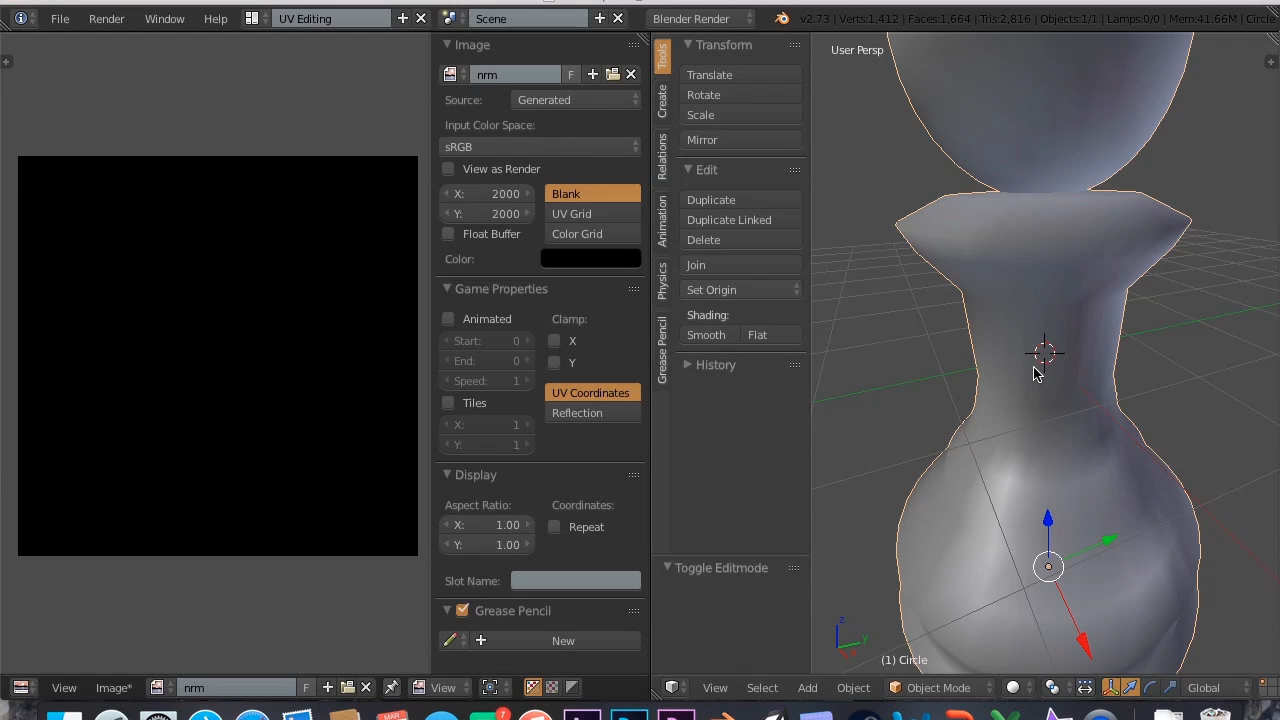 File Render Window Help UV Editing Scene Blender Render v2.73 | Verts:1,412 | Faces:1,664 | Tris:2,816 | Objects:1/1 | Lamps:0/0 | Mem:41.66M | Circle
Image
nrm F
Source: Generated
Input Color Space:
sRGB
View as Render
X: 2000 Blank
Y: 2000 UV Grid
Float Buffer Color Grid
Color:
Game Properties
Animated Clamp:
Start: 0 X
End: 0 Y
Speed: 1
Tiles UV Coordinates
X: 1 Reflection
Y: 1
Display
Aspect Ratio: Coordinates:
X: 1.00 Repeat
Y: 1.00
Slot Name:
Grease Pencil
New
View Image* nrm F View
Tools
Create
Relations
Animation
Physics
Grease Pencil
Transform
Translate
Rotate
Scale
Mirror
Edit
Duplicate
Duplicate Linked
Delete
Join
Set Origin
Shading:
Smooth Flat
History
Toggle Editmode
User Persp
z
y
(1) Circle
View Select Add Object Object Mode Global
MAR
7